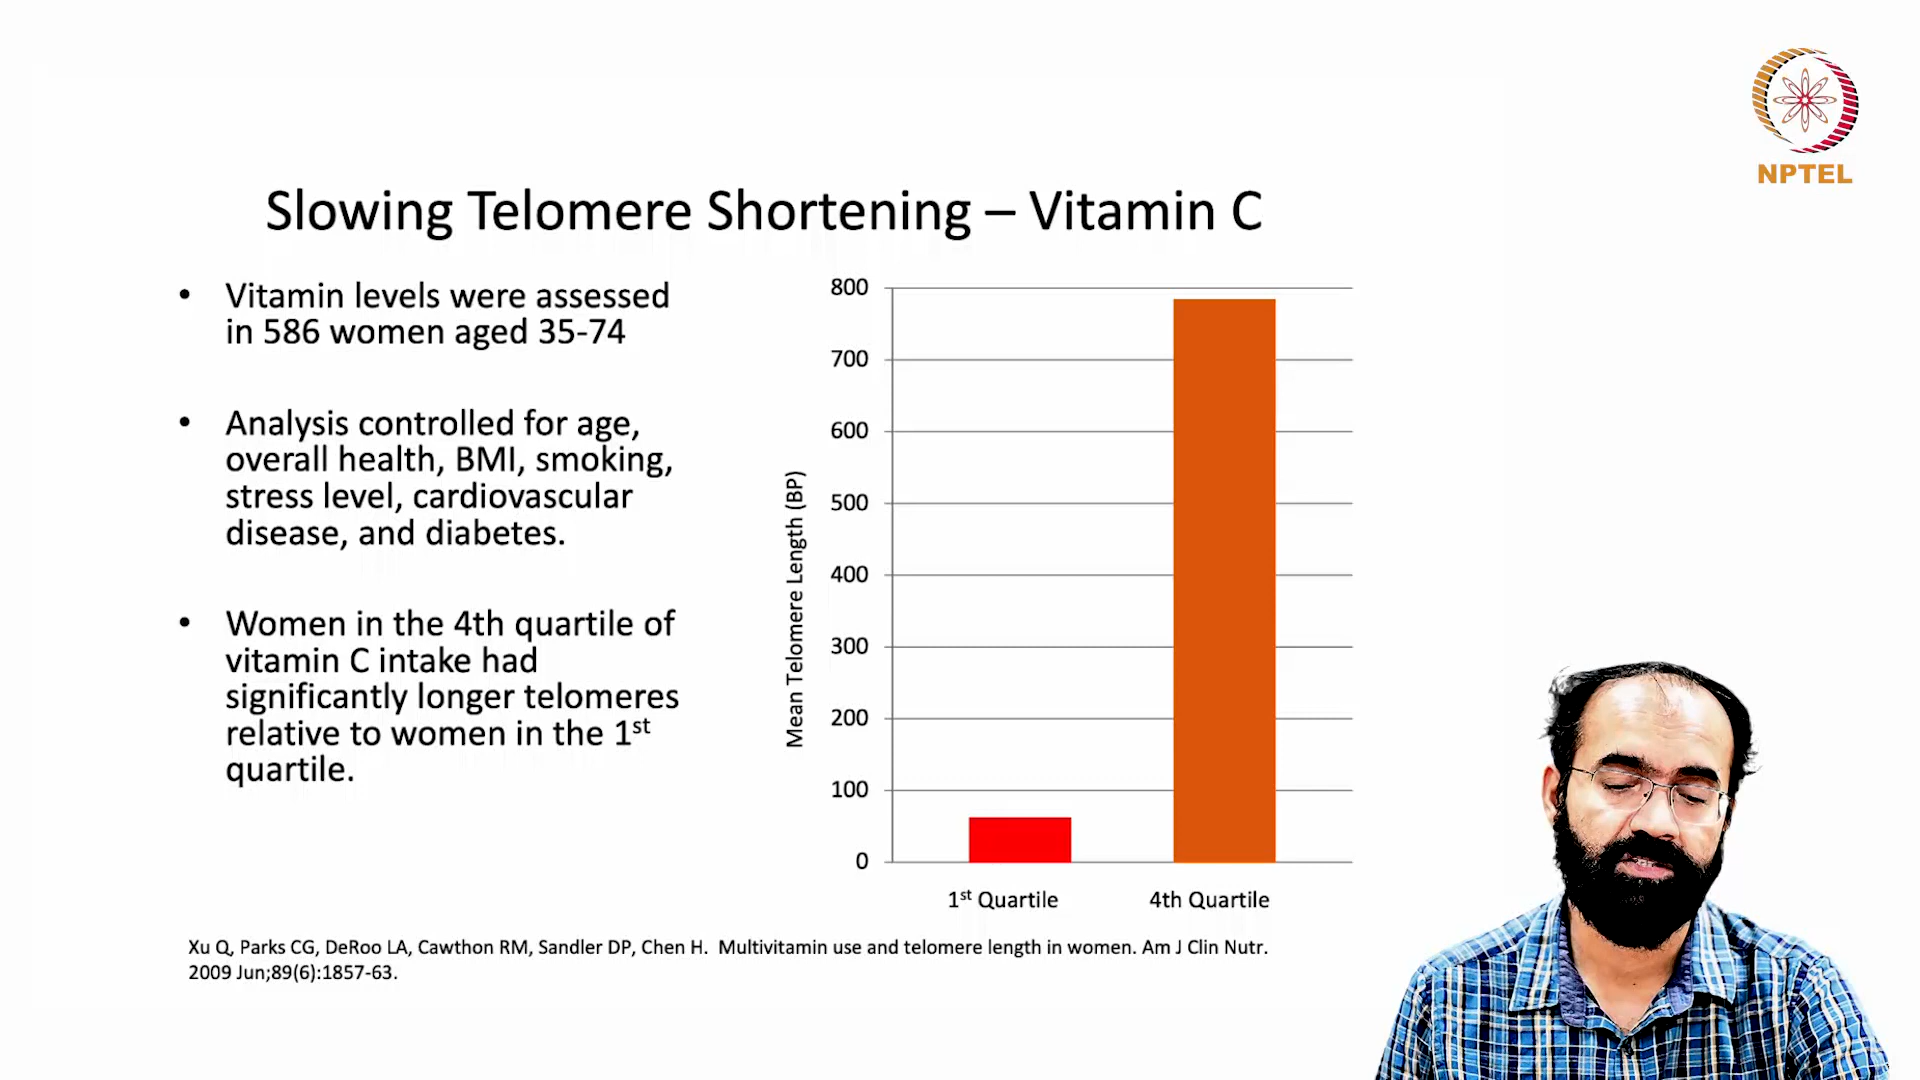 NPTEL
Slowing Telomere Shortening – Vitamin C
• Vitamin levels were assessed
in 586 women aged 35-74
• Analysis controlled for age,
overall health, BMI, smoking,
stress level, cardiovascular
disease, and diabetes.
• Women in the 4th quartile of
vitamin C intake had
significantly longer telomeres
relative to women in the 1st
quartile.
Mean Telomere Length (BP)
800
700
600
500
400
300
200
100
0
1st Quartile
4th Quartile
Xu Q, Parks CG, DeRoo LA, Cawthon RM, Sandler DP, Chen H. Multivitamin use and telomere length in women. Am J Clin Nutr.
2009 Jun;89(6):1857-63.